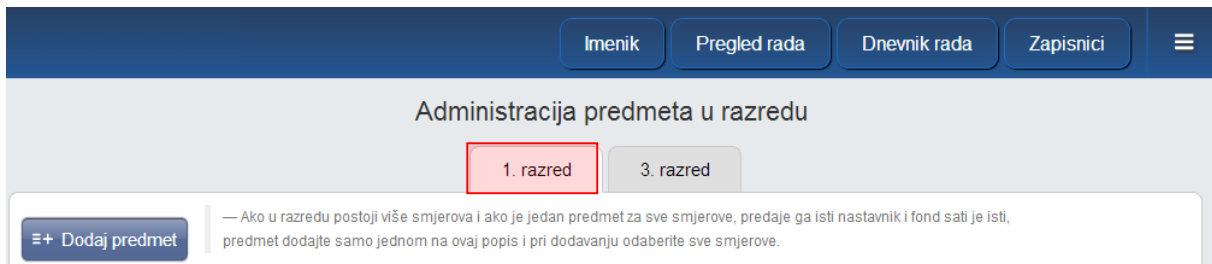 Imenik Pregled rada Dnevnik rada Zapisnici
Administracija predmeta u razredu
1. razred 3. razred
Dodaj predmet
— Ako u razredu postoji više smjerova i ako je jedan predmet za sve smjerove, predaje ga isti nastavnik i fond sati je isti,
predmet dodajte samo jednom na ovaj popis i pri dodavanju odaberite sve smjerove.